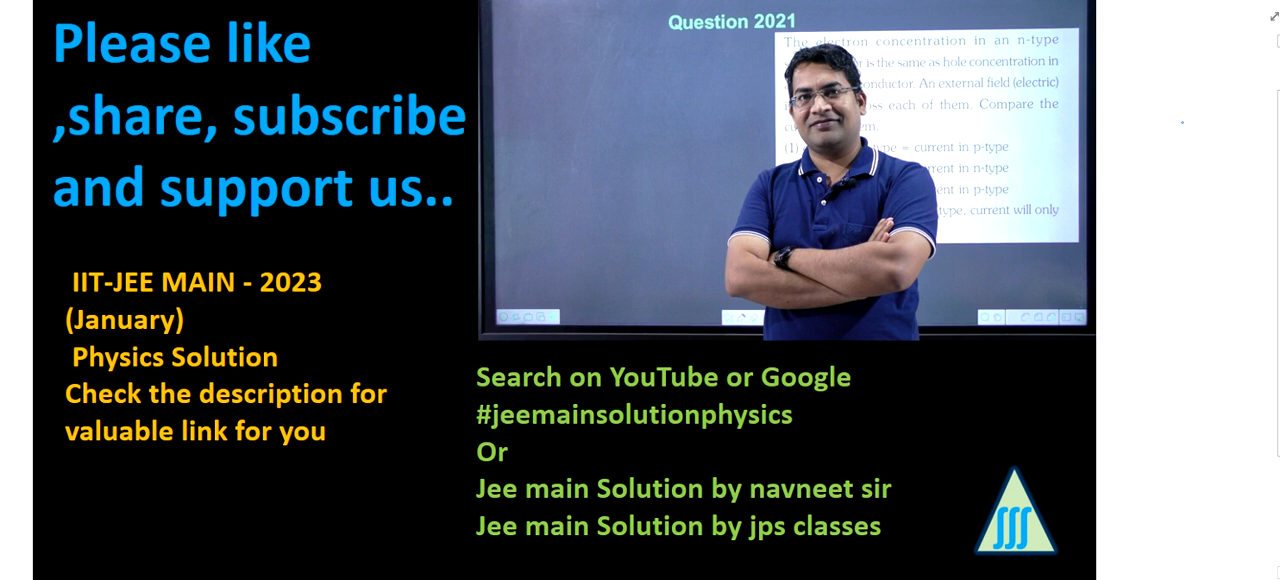 Please like
,share, subscribe
and support us..
IIT-JEE MAIN - 2023
(January)
Physics Solution
Check the description for
valuable link for you
Question 2021
The electron concentration in an n-type
is the same as hole concentration in
An external field (electric)
each of them. Compare the
(1) = current in p-type
in n-type
in p-type
current will only
Search on YouTube or Google
#jeemainsolutionphysics
Or
Jee main Solution by navneet sir
Jee main Solution by jps classes